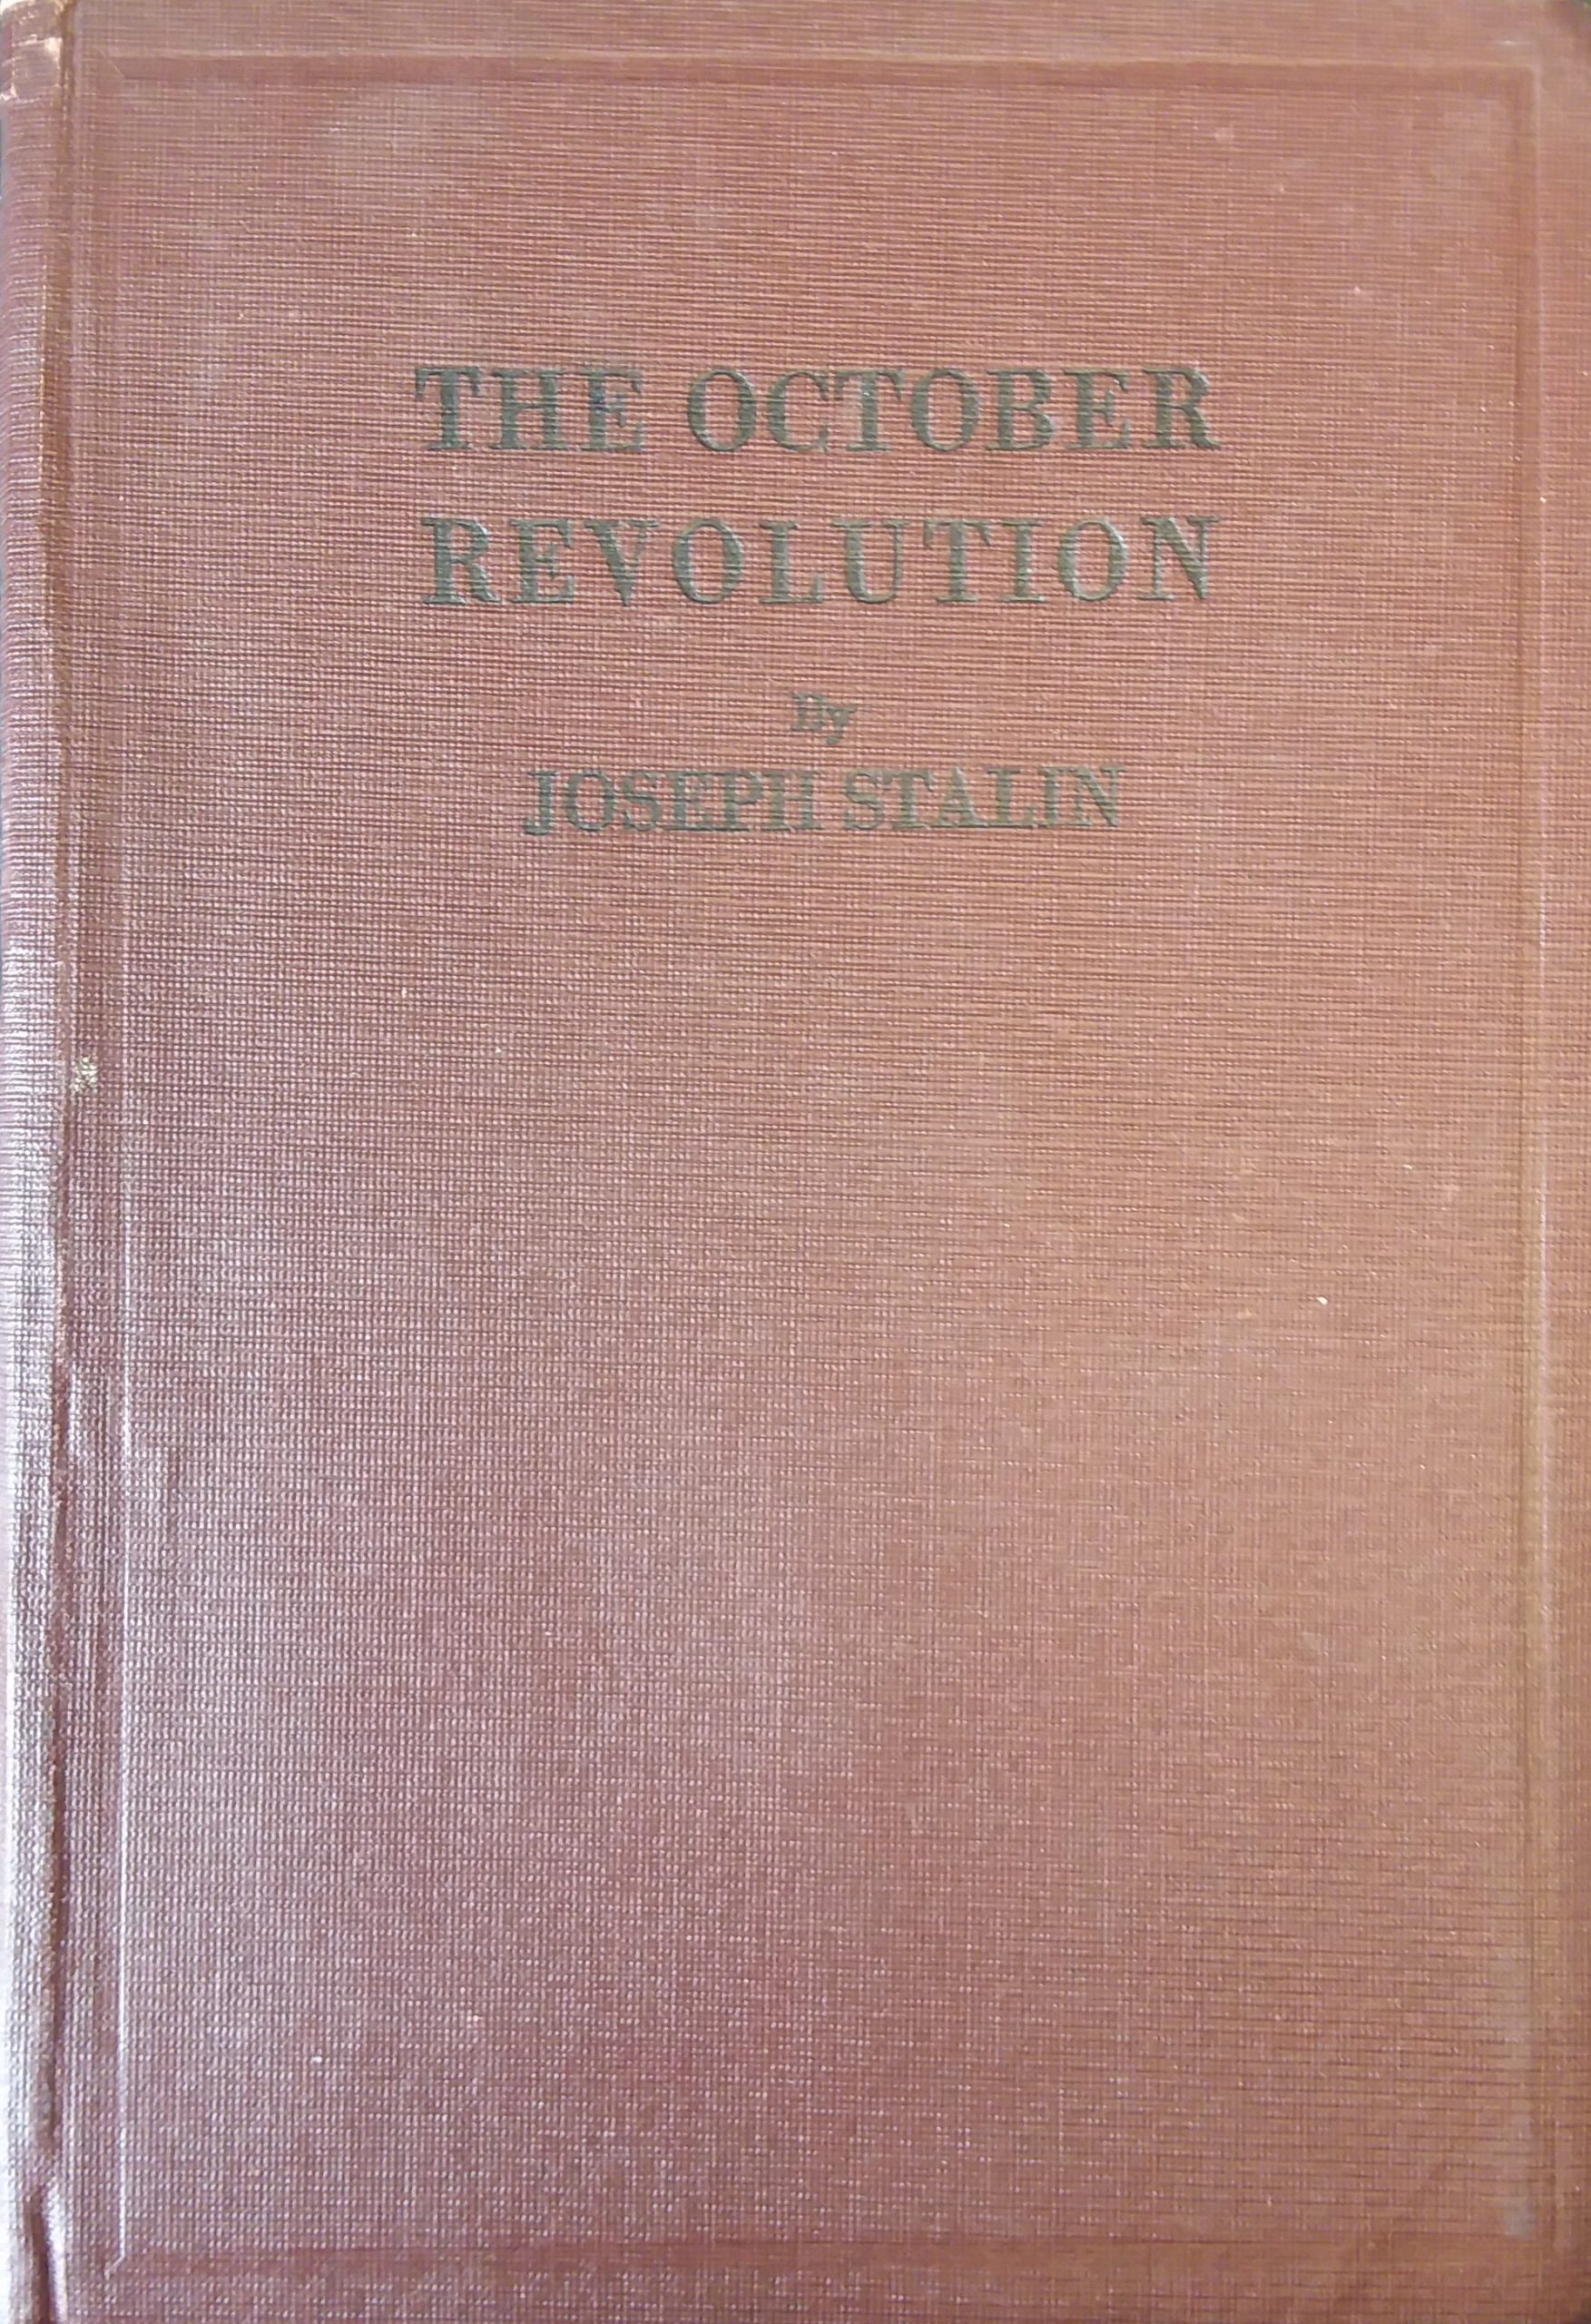 THE OCTOBER
REVOLUTION
By
JOSEPH STALIN